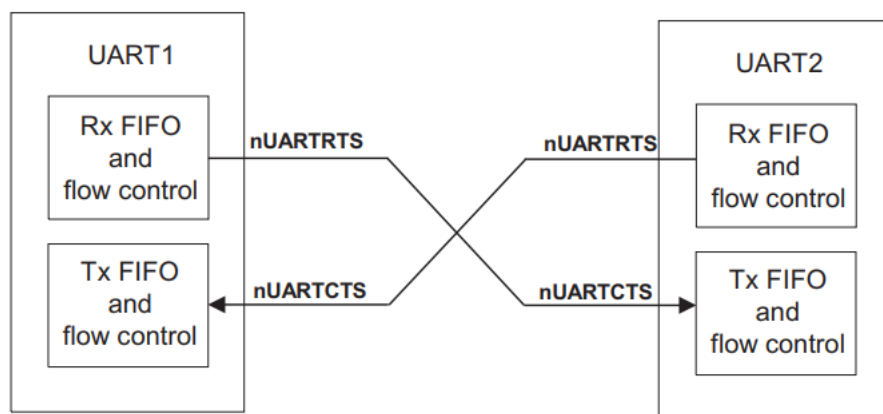 UART1
Rx FIFO
and
flow control
nUARTRTS
Tx FIFO
and
flow control
nUARTCTS
UART2
nUARTRTS
Rx FIFO
and
flow control
nUARTCTS
Tx FIFO
and
flow control